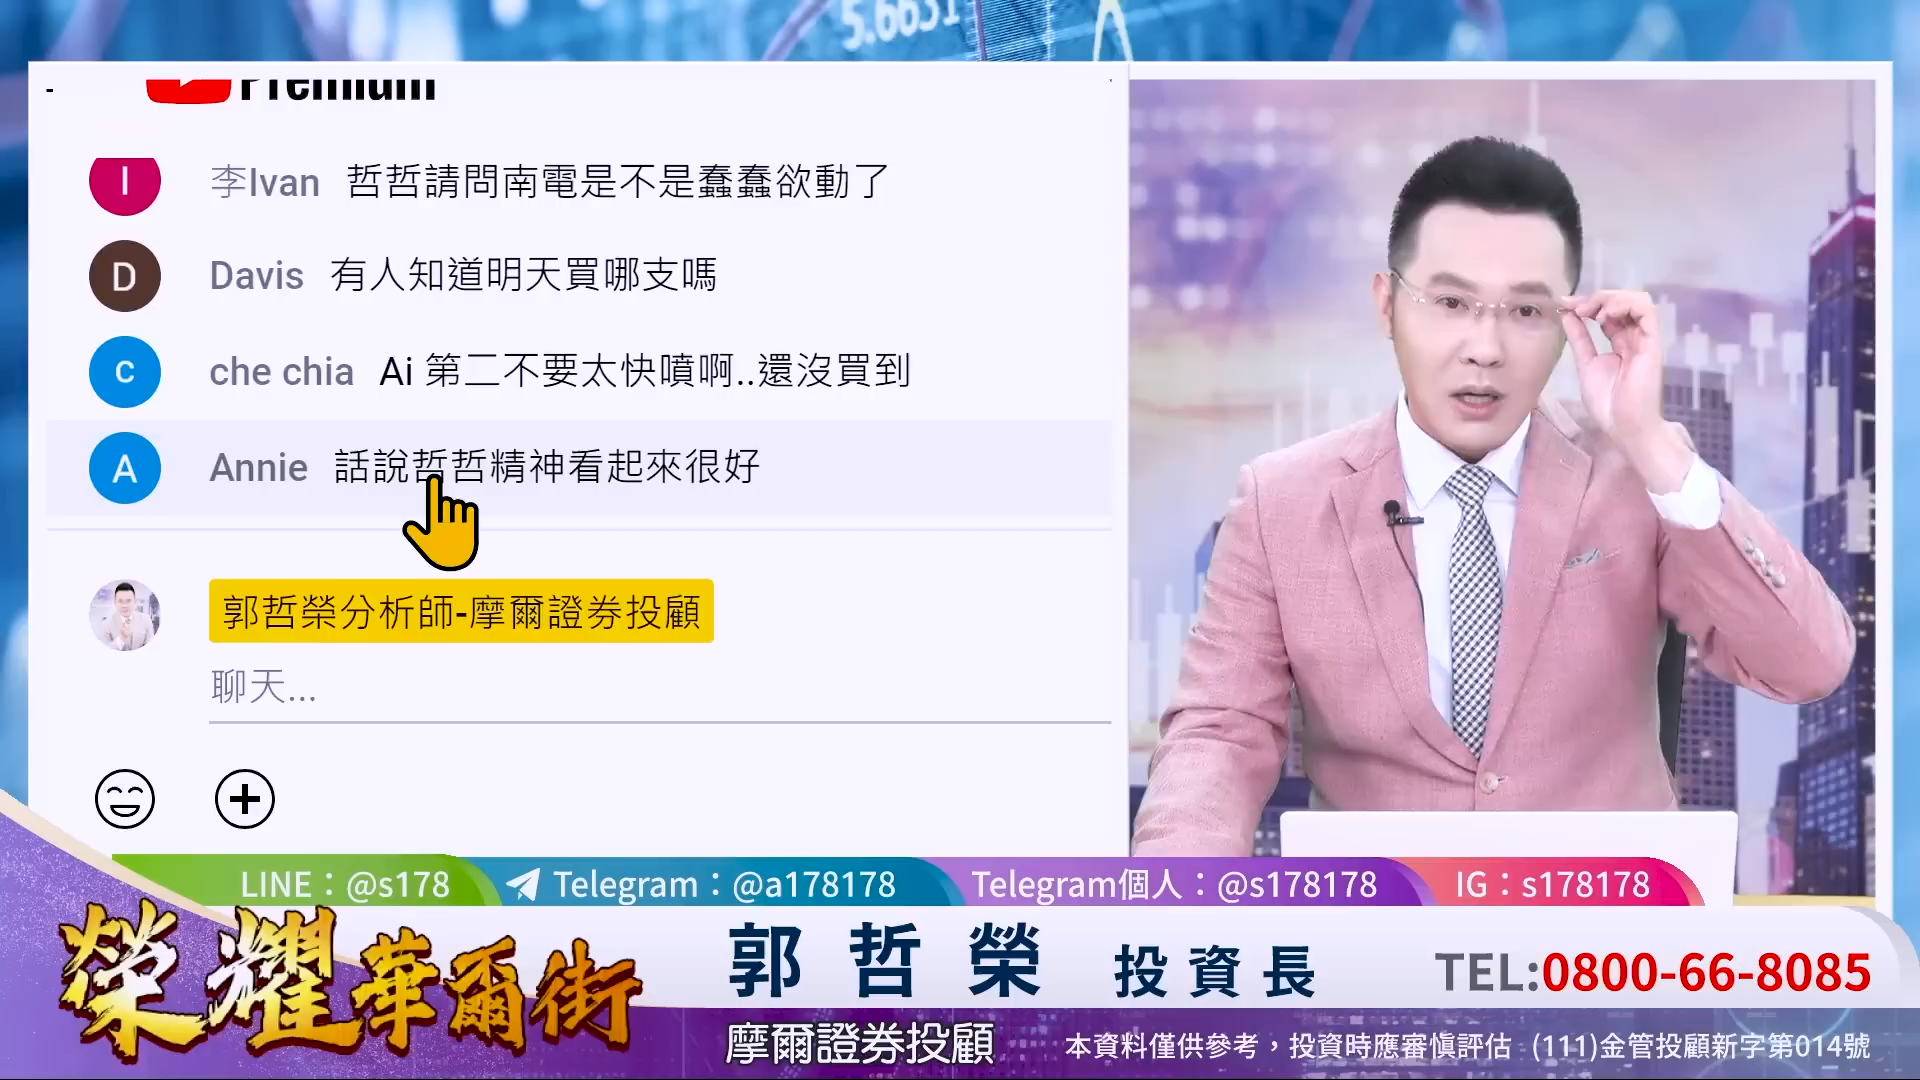 5.6631
Premium
I 李Ivan 哲哲請問南電是不是蠢蠢欲動了
D Davis 有人知道明天買哪支嗎
c che chia Ai 第二不要太快噴啊..還沒買到
A Annie 話說哲哲精神看起來很好
郭哲榮分析師-摩爾證券投顧
聊天...
LINE：@s178 Telegram：@a178178 Telegram個人：@s178178 IG：s178178
榮耀華爾街
郭哲榮 投資長 TEL:0800-66-8085
摩爾證券投顧 本資料僅供參考，投資時應審慎評估 (111)金管投顧新字第014號